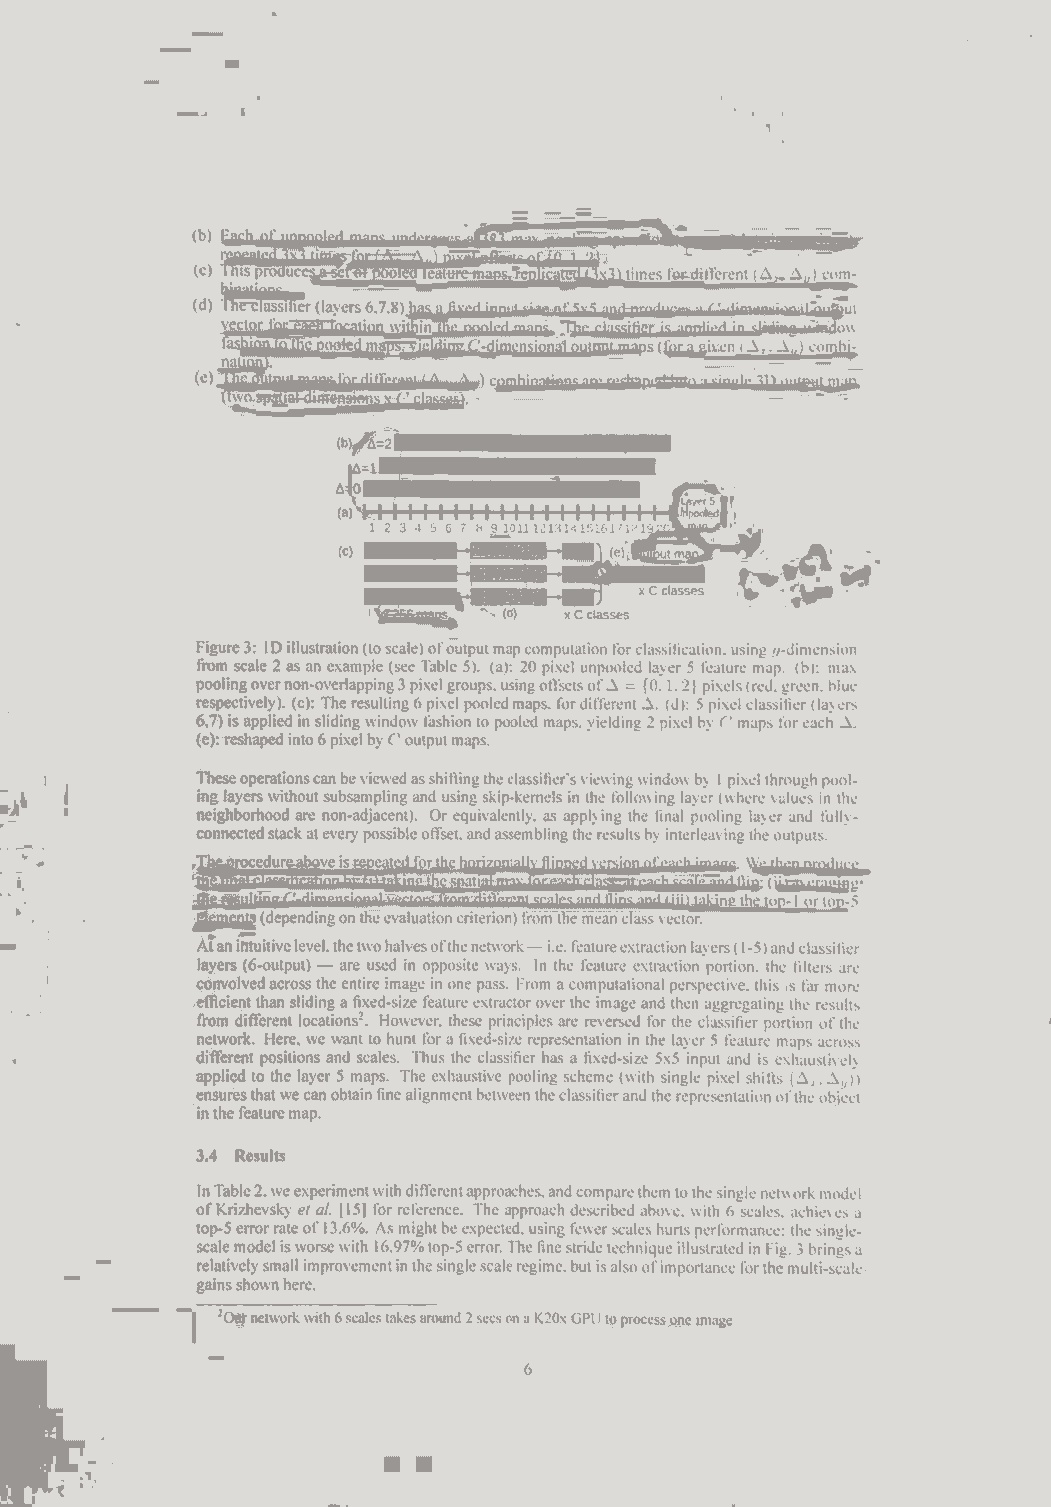 (b) Each of unpooled maps undergoes a 3x3 max
repeated 3x3 times for (Δx, Δy) pixel offsets of {0, 1, 2}.
(c) This produces a set of pooled feature maps, replicated (3x3) times for different (Δx, Δy) com-
binations.
(d) The classifier (layers 6,7,8) has a fixed input size of 5x5 and produces a C-dimensional output
vector for each location within the pooled maps. The classifier is applied in sliding window
fashion to the pooled maps, yielding C-dimensional output maps (for a given (Δx, Δy) combi-
nation).
(e) The output maps for different (Δx, Δy) combinations are reshaped into a single 3D output map
(two spatial dimensions x C classes).
(b) Δ=2
Δ=1
Δ=0
(a)
Layer 5
unpooled
map
1 2 3 4 5 6 7 8 9 10 11 12 13 14 15 16 17 18 19 20
(c) (e) output map
x C classes
x 256 maps (d) x C classes
Figure 3: 1D illustration (to scale) of output map computation for classification, using y-dimension
from scale 2 as an example (see Table 5). (a): 20 pixel unpooled layer 5 feature map. (b): max
pooling over non-overlapping 3 pixel groups, using offsets of Δ = {0, 1, 2} pixels (red, green, blue
respectively). (c): The resulting 6 pixel pooled maps, for different Δ. (d): 5 pixel classifier (layers
6,7) is applied in sliding window fashion to pooled maps, yielding 2 pixel by C maps for each Δ.
(e): reshaped into 6 pixel by C output maps.
These operations can be viewed as shifting the classifier's viewing window by 1 pixel through pool-
ing layers without subsampling and using skip-kernels in the following layer (where values in the
neighborhood are non-adjacent). Or equivalently, as applying the final pooling layer and fully-
connected stack at every possible offset, and assembling the results by interleaving the outputs.
The procedure above is repeated for the horizontally flipped version of each image. We then produce
the final classification by (i) taking the spatial max for each class, at each scale and flip; (ii) averaging
the resulting C-dimensional vectors from different scales and flips and (iii) taking the top-1 or top-5
elements (depending on the evaluation criterion) from the mean class vector.
At an intuitive level, the two halves of the network — i.e. feature extraction layers (1-5) and classifier
layers (6-output) — are used in opposite ways. In the feature extraction portion, the filters are
convolved across the entire image in one pass. From a computational perspective, this is far more
efficient than sliding a fixed-size feature extractor over the image and then aggregating the results
from different locations². However, these principles are reversed for the classifier portion of the
network. Here, we want to hunt for a fixed-size representation in the layer 5 feature maps across
different positions and scales. Thus the classifier has a fixed-size 5x5 input and is exhaustively
applied to the layer 5 maps. The exhaustive pooling scheme (with single pixel shifts (Δx, Δy))
ensures that we can obtain fine alignment between the classifier and the representation of the object
in the feature map.
3.4 Results
In Table 2, we experiment with different approaches, and compare them to the single network model
of Krizhevsky et al. [15] for reference. The approach described above, with 6 scales, achieves a
top-5 error rate of 13.6%. As might be expected, using fewer scales hurts performance: the single-
scale model is worse with 16.97% top-5 error. The fine stride technique illustrated in Fig. 3 brings a
relatively small improvement in the single scale regime, but is also of importance for the multi-scale
gains shown here.
²Our network with 6 scales takes around 2 secs on a K20x GPU to process one image
6